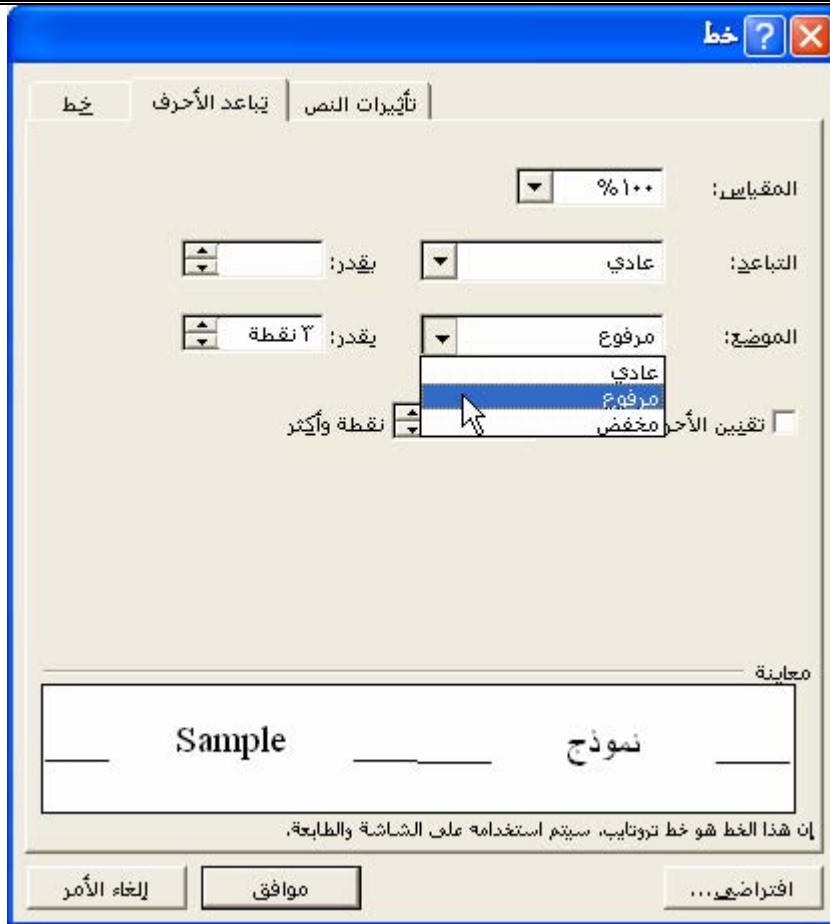 خط
خط تباعد الأحرف تأثيرات النص
المقياس: ١٠٠%
التباعد: عادي بقدر:
الموضع: مرفوع بقدر: ٣ نقطة
عادي
مرفوع
مخفض
تقنين الأحر نقطة وأكثر
معاينة
نموذج Sample
إن هذا الخط هو خط تروتايب، سيتم استخدامه على الشاشة والطابعة.
افتراضي... موافق إلغاء الأمر